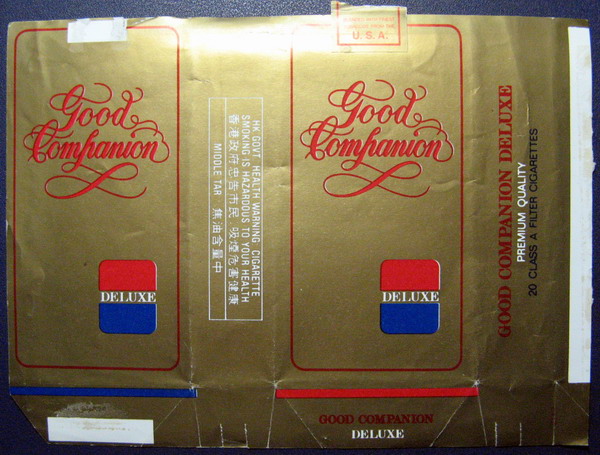 Good
Companion
DELUXE
HK GOVT HEALTH WARNING CIGARETTE
SMOKING IS HAZARDOUS TO YOUR HEALTH
香港政府忠告市民 吸煙危害健康
MIDDLE TAR 焦油含量中
U.S.A.
Good
Companion
DELUXE
GOOD COMPANION
DELUXE
GOOD COMPANION DELUXE
PREMIUM QUALITY
20 CLASS A FILTER CIGARETTES